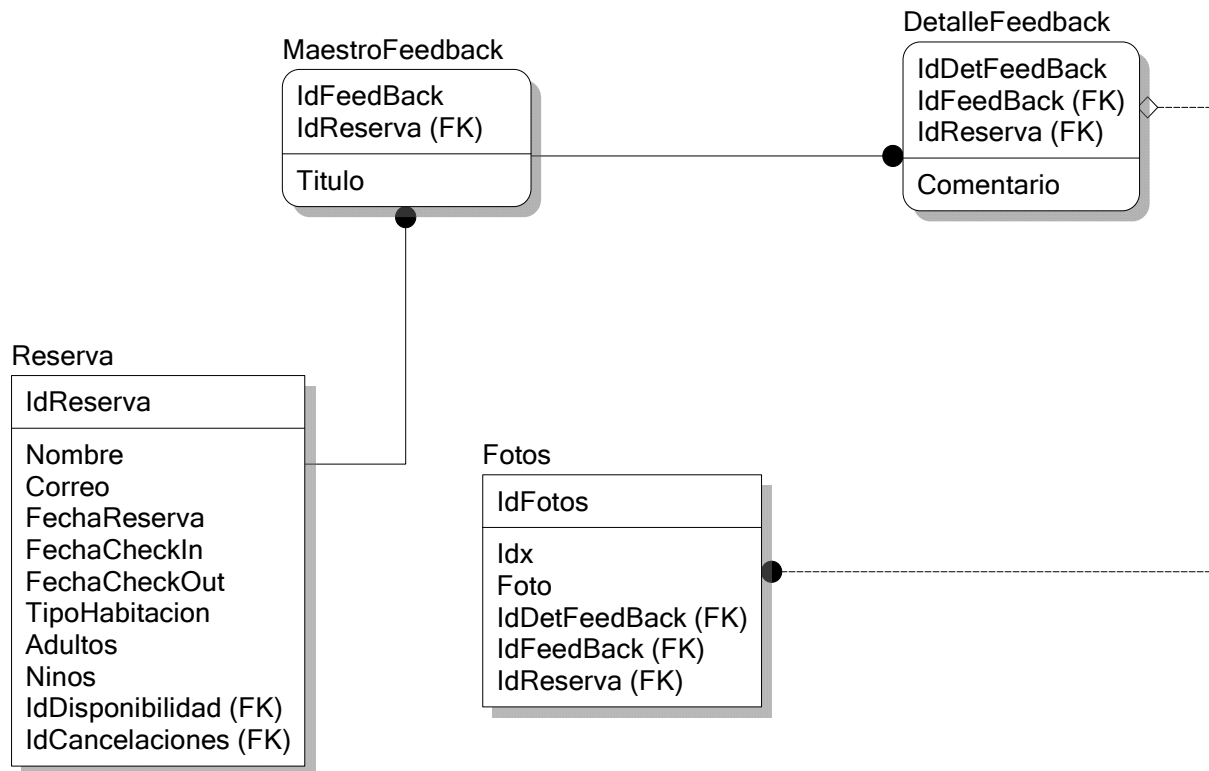 MaestroFeedback
IdFeedBack
IdReserva (FK)
Titulo
DetalleFeedback
IdDetFeedBack
IdFeedBack (FK)
IdReserva (FK)
Comentario
Reserva
IdReserva
Nombre
Correo
FechaReserva
FechaCheckIn
FechaCheckOut
TipoHabitacion
Adultos
Ninos
IdDisponibilidad (FK)
IdCancelaciones (FK)
Fotos
IdFotos
Idx
Foto
IdDetFeedBack (FK)
IdFeedBack (FK)
IdReserva (FK)